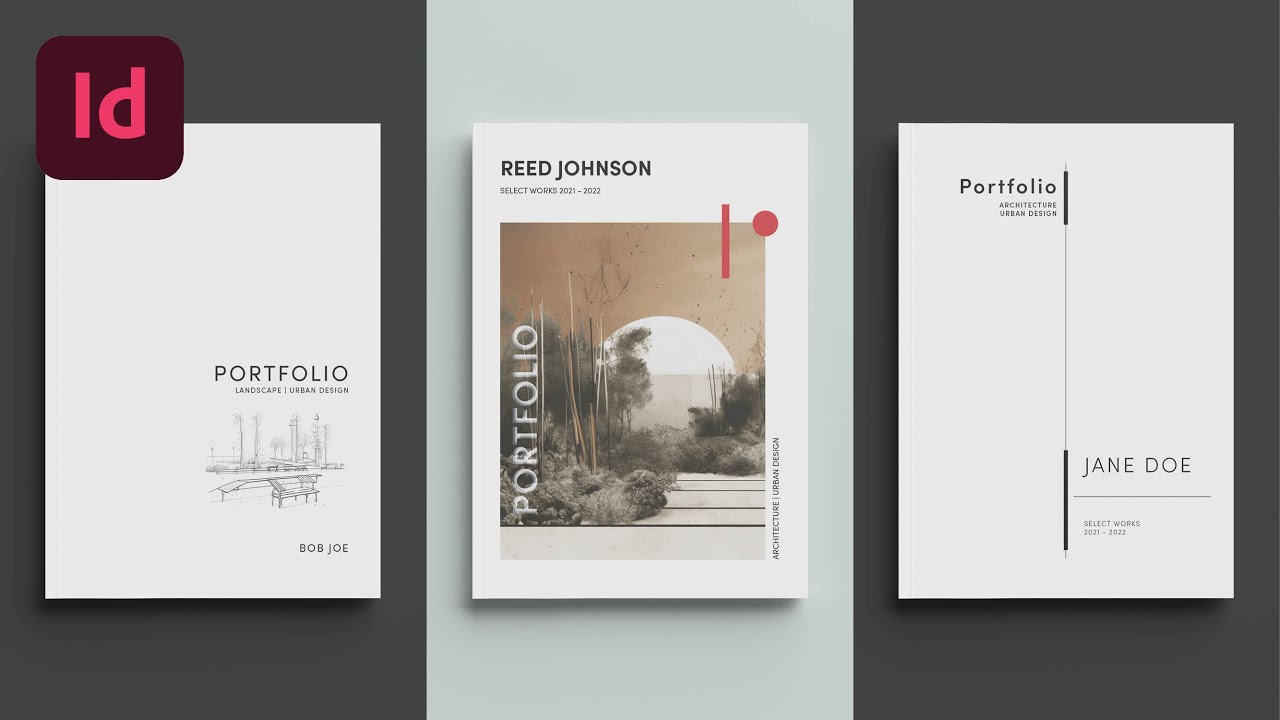 Id
PORTFOLIO
LANDSCAPE | URBAN DESIGN
BOB JOE
REED JOHNSON
SELECT WORKS 2021 - 2022
PORTFOLIO
ARCHITECTURE | URBAN DESIGN
Portfolio
ARCHITECTURE
URBAN DESIGN
JANE DOE
SELECT WORKS
2021 - 2022